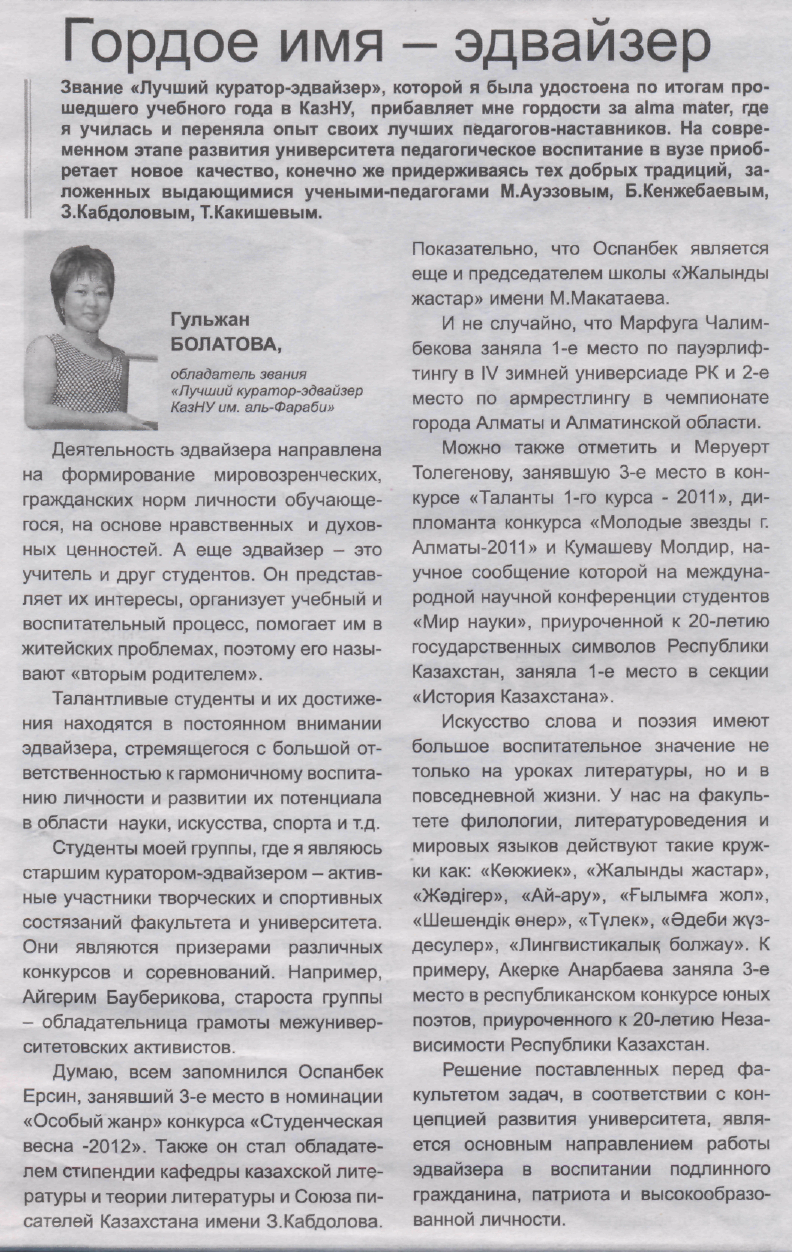 Гордое имя – эдвайзер
Звание «Лучший куратор-эдвайзер», которой я была удостоена по итогам про-
шедшего учебного года в КазНУ, прибавляет мне гордости за alma mater, где
я училась и переняла опыт своих лучших педагогов-наставников. На совре-
менном этапе развития университета педагогическое воспитание в вузе приоб-
ретает новое качество, конечно же придерживаясь тех добрых традиций, за-
ложенных выдающимися учеными-педагогами М.Ауэзовым, Б.Кенжебаевым,
З.Кабдоловым, Т.Какишевым.
Гульжан
БОЛАТОВА,
обладатель звания
«Лучший куратор-эдвайзер
КазНУ им. аль-Фараби»
Деятельность эдвайзера направлена
на формирование мировозренческих,
гражданских норм личности обучающе-
гося, на основе нравственных и духов-
ных ценностей. А еще эдвайзер – это
учитель и друг студентов. Он представ-
ляет их интересы, организует учебный и
воспитательный процесс, помогает им в
житейских проблемах, поэтому его назы-
вают «вторым родителем».
Талантливые студенты и их достиже-
ния находятся в постоянном внимании
эдвайзера, стремящегося с большой от-
ветственностью к гармоничному воспита-
нию личности и развитии их потенциала
в области науки, искусства, спорта и т.д.
Студенты моей группы, где я являюсь
старшим куратором-эдвайзером – актив-
ные участники творческих и спортивных
состязаний факультета и университета.
Они являются призерами различных
конкурсов и соревнований. Например,
Айгерим Бауберикова, староста группы
– обладательница грамоты межунивер-
ситетовских активистов.
Думаю, всем запомнился Оспанбек
Ерсин, занявший 3-е место в номинации
«Особый жанр» конкурса «Студенческая
весна -2012». Также он стал обладате-
лем стипендии кафедры казахской лите-
ратуры и теории литературы и Союза пи-
сателей Казахстана имени З.Кабдолова.
Показательно, что Оспанбек является
еще и председателем школы «Жалынды
жастар» имени М.Макатаева.
И не случайно, что Марфуга Чалим-
бекова заняла 1-е место по пауэрлиф-
тингу в IV зимней универсиаде РК и 2-е
место по армрестлингу в чемпионате
города Алматы и Алматинской области.
Можно также отметить и Меруерт
Толегенову, занявшую 3-е место в кон-
курсе «Таланты 1-го курса - 2011», ди-
пломанта конкурса «Молодые звезды г.
Алматы-2011» и Кумашеву Молдир, на-
учное сообщение которой на междуна-
родной научной конференции студентов
«Мир науки», приуроченной к 20-летию
государственных символов Республики
Казахстан, заняла 1-е место в секции
«История Казахстана».
Искусство слова и поэзия имеют
большое воспитательное значение не
только на уроках литературы, но и в
повседневной жизни. У нас на факуль-
тете филологии, литературоведения и
мировых языков действуют такие круж-
ки как: «Көкжиек», «Жалынды жастар»,
«Жәдігер», «Ай-ару», «Ғылымға жол»,
«Шешендік өнер», «Түлек», «Әдеби жүз-
десулер», «Лингвистикалық болжау». К
примеру, Акерке Анарбаева заняла 3-е
место в республиканском конкурсе юных
поэтов, приуроченного к 20-летию Неза-
висимости Республики Казахстан.
Решение поставленных перед фа-
культетом задач, в соответствии с кон-
цепцией развития университета, явля-
ется основным направлением работы
эдвайзера в воспитании подлинного
гражданина, патриота и высокообразо-
ванной личности.